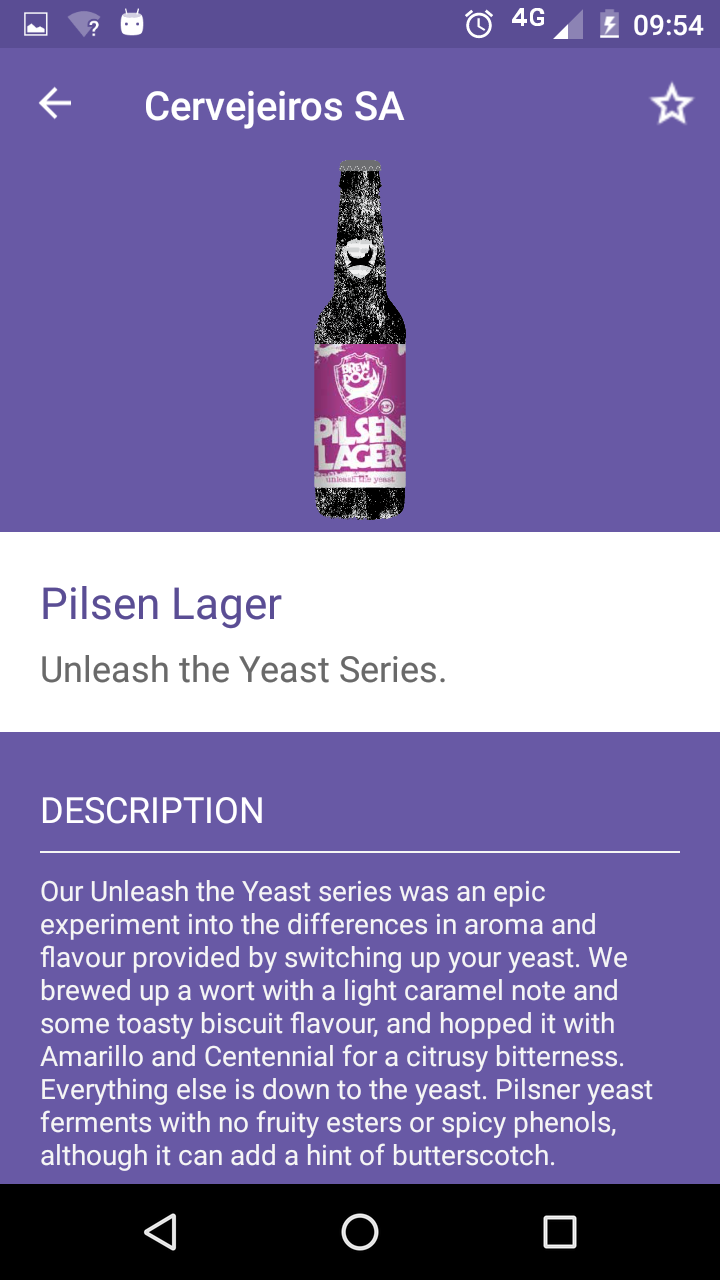 4G 09:54
Cervejeiros SA
BREW
DOG
PILSEN
LAGER
unleash the yeast
Pilsen Lager
Unleash the Yeast Series.
DESCRIPTION
Our Unleash the Yeast series was an epic
experiment into the differences in aroma and
flavour provided by switching up your yeast. We
brewed up a wort with a light caramel note and
some toasty biscuit flavour, and hopped it with
Amarillo and Centennial for a citrusy bitterness.
Everything else is down to the yeast. Pilsner yeast
ferments with no fruity esters or spicy phenols,
although it can add a hint of butterscotch.